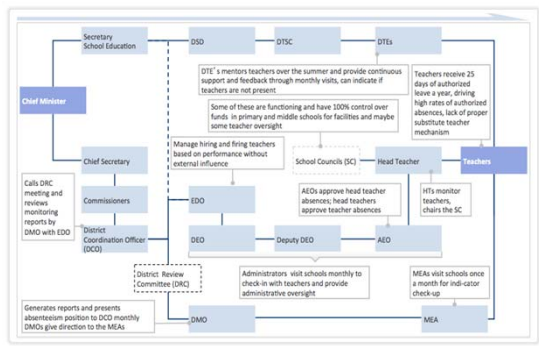 Secretary
School Education
DSD
DTSC
DTEs
DTE's mentors teachers over the summer and provide continuous
support and feedback through monthly visits, can indicate if
teachers are not present
Teachers receive 25
days of authorized
leave a year, driving
high rates of authorized
absences, lack of proper
substitute teacher
mechanism
Chief Minister
Some of these are functioning and have 100% control over
funds in primary and middle schools for facilities and maybe
some teacher oversight
Manage hiring and firing teachers
based on performance without
external influence
Chief Secretary
School Councils (SC)
Head Teacher
Teachers
Calls DRC
meeting and
reviews
monitoring
reports by
DMO with EDO
Commissioners
EDO
AEOs approve head teacher
absences; head teachers
approve teacher absences
HTs monitor
teachers,
chairs the SC
District
Coordination Officer
(DCO)
DEO
Deputy DEO
AEO
District Review
Committee (DRC)
Administrators visit schools monthly to
check-in with teachers and provide
administrative oversight
MEAs visit schools once
a month for indi-cator
check-up
Generates reports and presents
absenteeism position to DCO monthly
DMOs give direction to the MEAs
DMO
MEA